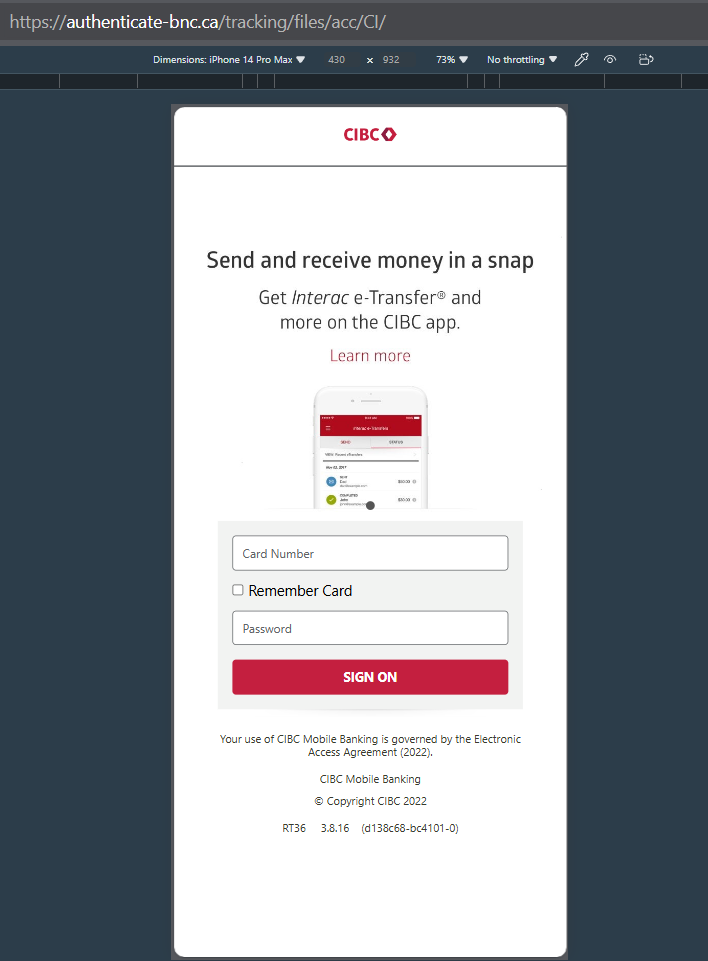 https://authenticate-bnc.ca/tracking/files/acc/CI/
Dimensions: iPhone 14 Pro Max ▼ 430 × 932 73% ▼ No throttling ▼
CIBC
Send and receive money in a snap
Get Interac e-Transfer® and
more on the CIBC app.
Learn more
Interac e-Transfers
SEND STATUS
Card Number
Remember Card
Password
SIGN ON
Your use of CIBC Mobile Banking is governed by the Electronic
Access Agreement (2022).
CIBC Mobile Banking
© Copyright CIBC 2022
RT36 3.8.16 (d138c68-bc4101-0)